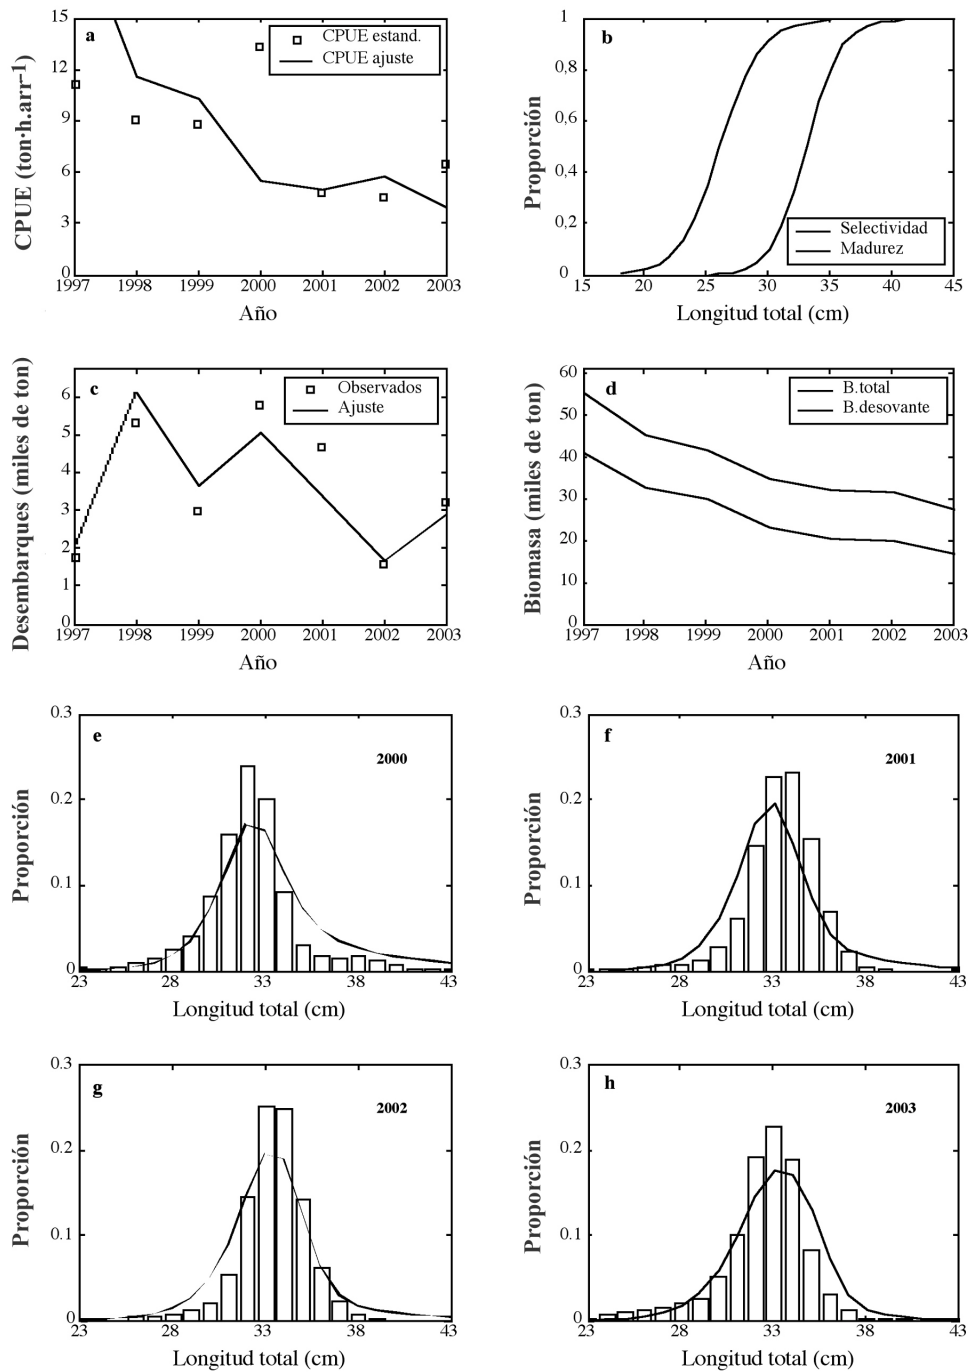 a
CPUE estand.
CPUE ajuste
15
12
9
6
3
0
1997 1998 1999 2000 2001 2002 2003
Año
CPUE (ton·h.arr⁻¹)
b
1
0,8
0,6
0,4
0,2
0
Selectividad
Madurez
15 20 25 30 35 40 45
Longitud total (cm)
Proporción
c
Observados
Ajuste
6
5
4
3
2
1
0
1997 1998 1999 2000 2001 2002 2003
Año
Desembarques (miles de ton)
d
B.total
B.desovante
60
50
40
30
20
10
0
1997 1998 1999 2000 2001 2002 2003
Año
Biomasa (miles de ton)
e
2000
0.3
0.2
0.1
0
23 28 33 38 43
Longitud total (cm)
Proporción
f
2001
0.3
0.2
0.1
0
23 28 33 38 43
Longitud total (cm)
Proporción
g
2002
0.3
0.2
0.1
0
23 28 33 38 43
Longitud total (cm)
Proporción
h
2003
0.3
0.2
0.1
0
23 28 33 38 43
Longitud total (cm)
Proporción